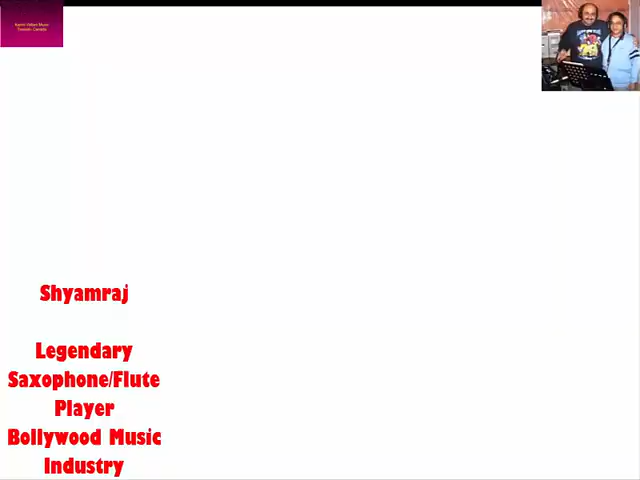 Shyamraj
Legendary
Saxophone/Flute
Player
Bollywood Music
Industry